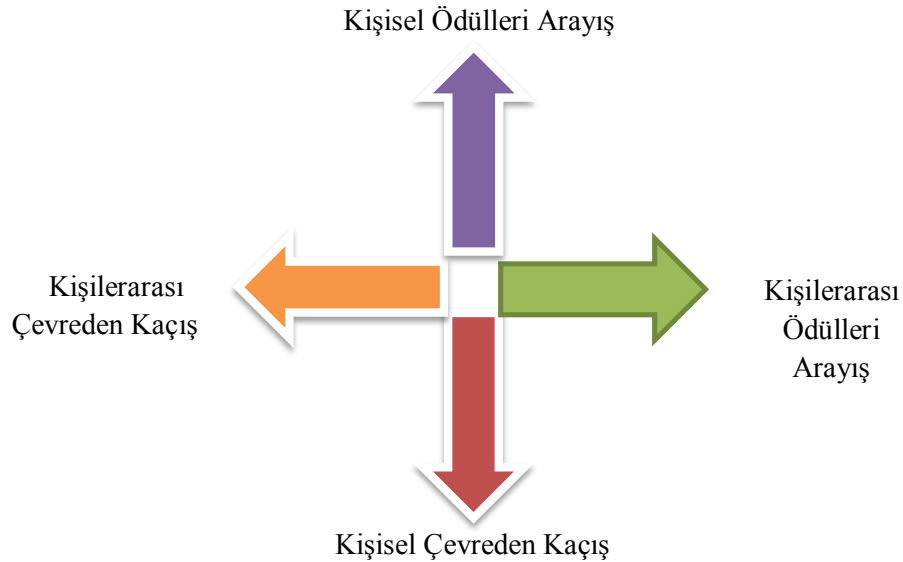 Kişisel Ödülleri Arayış
Kişilerarası
Çevreden Kaçış
Kişilerarası
Ödülleri
Arayış
Kişisel Çevreden Kaçış